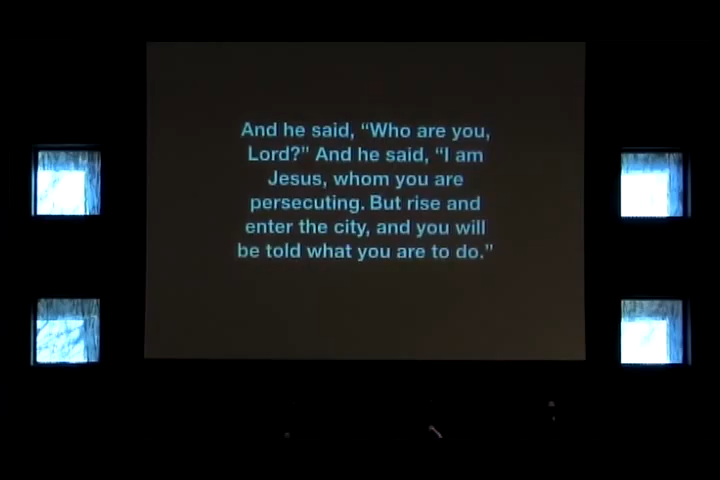 And he said, “Who are you,
Lord?” And he said, “I am
Jesus, whom you are
persecuting. But rise and
enter the city, and you will
be told what you are to do.”